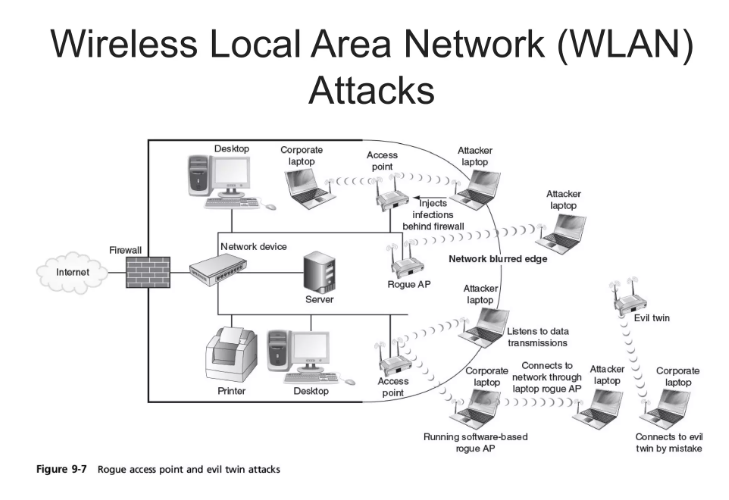 Wireless Local Area Network (WLAN)
Attacks
Desktop
Corporate
laptop
Access
point
Attacker
laptop
Injects
infections
behind firewall
Attacker
laptop
Firewall
Network device
Internet
Server
Rogue AP
Network blurred edge
Attacker
laptop
Listens to data
transmissions
Evil twin
Printer
Desktop
Access
point
Corporate
laptop
Running software-based
rogue AP
Connects to
network through
laptop rogue AP
Attacker
laptop
Corporate
laptop
Connects to evil
twin by mistake
Figure 9-7 Rogue access point and evil twin attacks